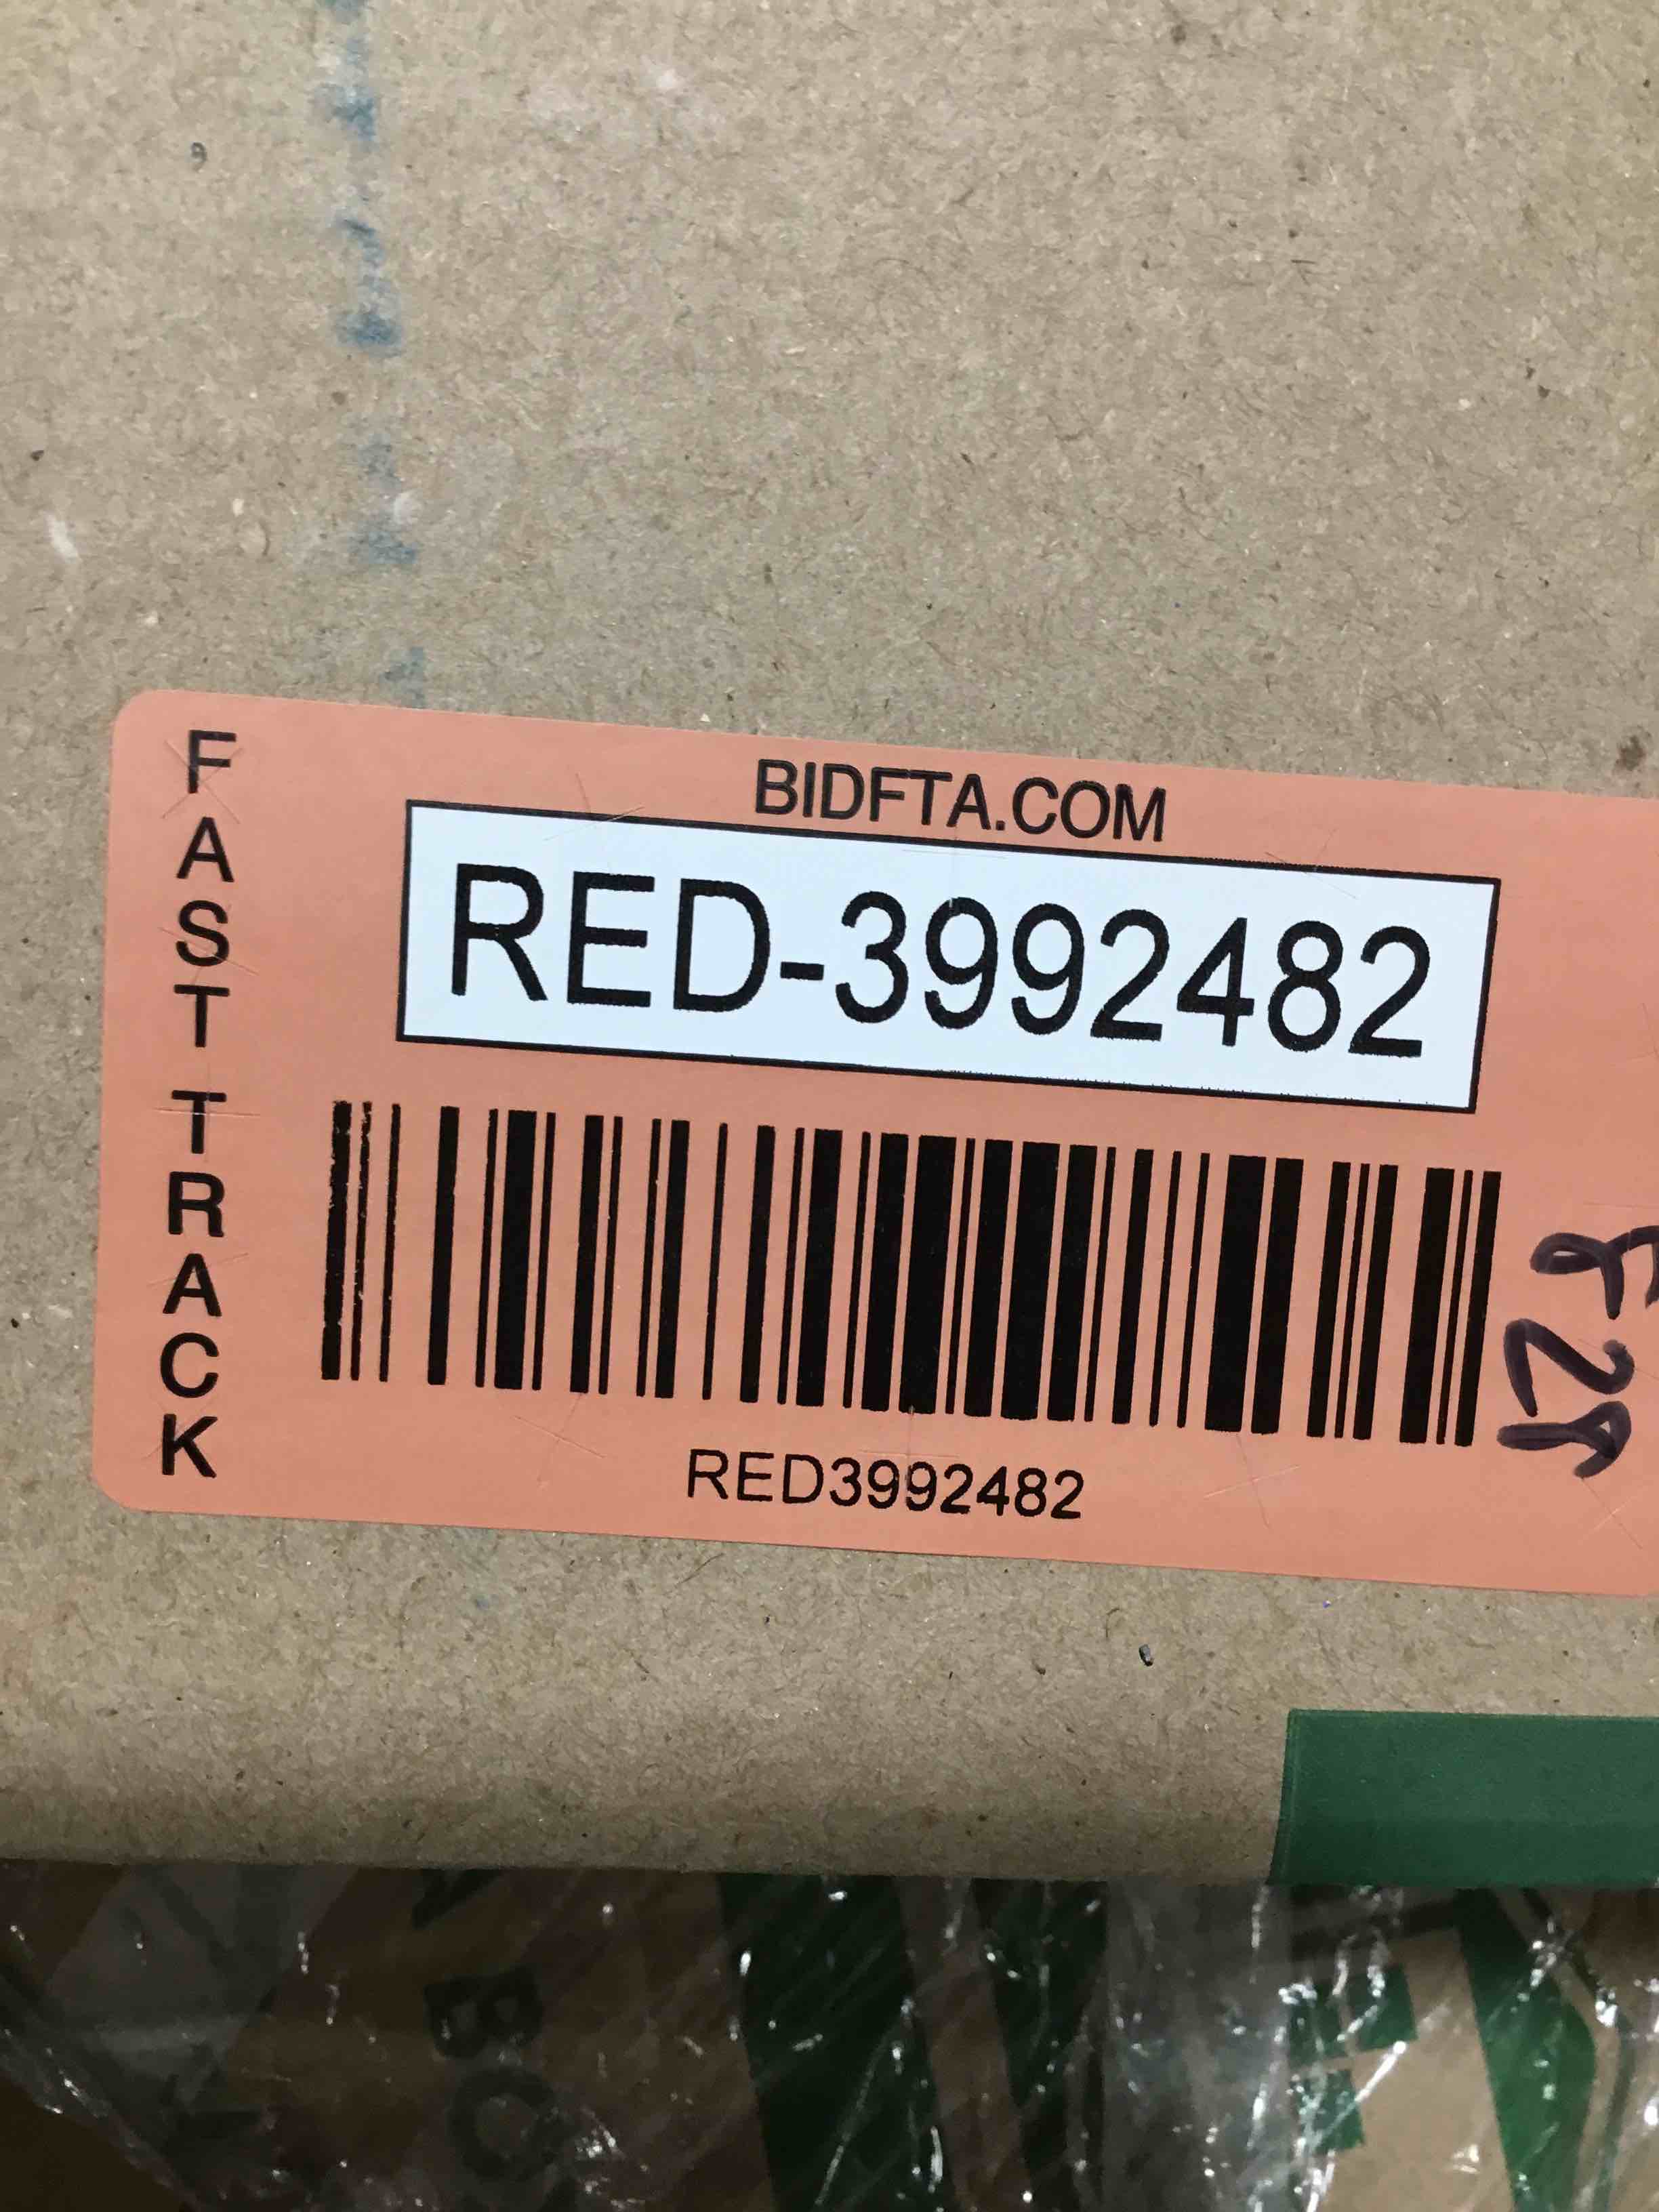 FAST TRACK
BIDFTA.COM
RED-3992482
RED3992482